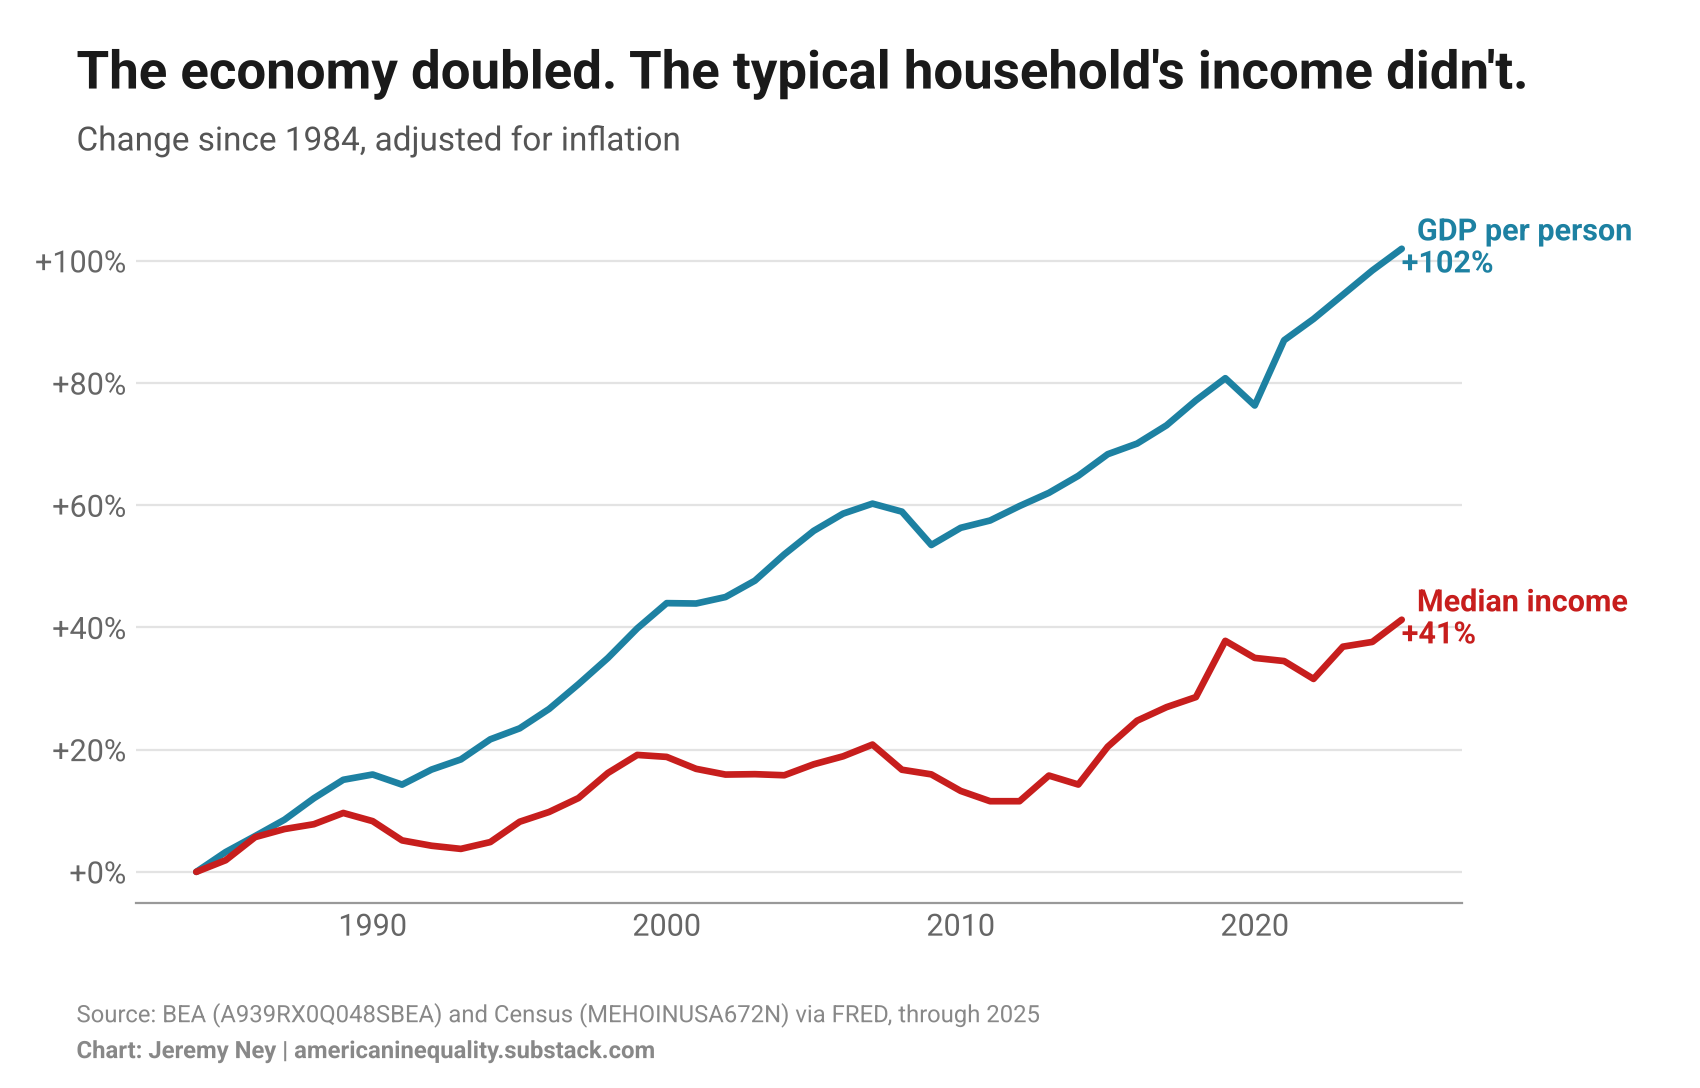 The economy doubled. The typical household's income didn't.
Change since 1984, adjusted for inflation
GDP per person
+102%
+100%
+80%
+60%
Median income
+41%
+40%
+20%
+0%
1990 2000 2010 2020
Source: BEA (A939RX0Q048SBEA) and Census (MEHOINUSA672N) via FRED, through 2025
Chart: Jeremy Ney | americaninequality.substack.com